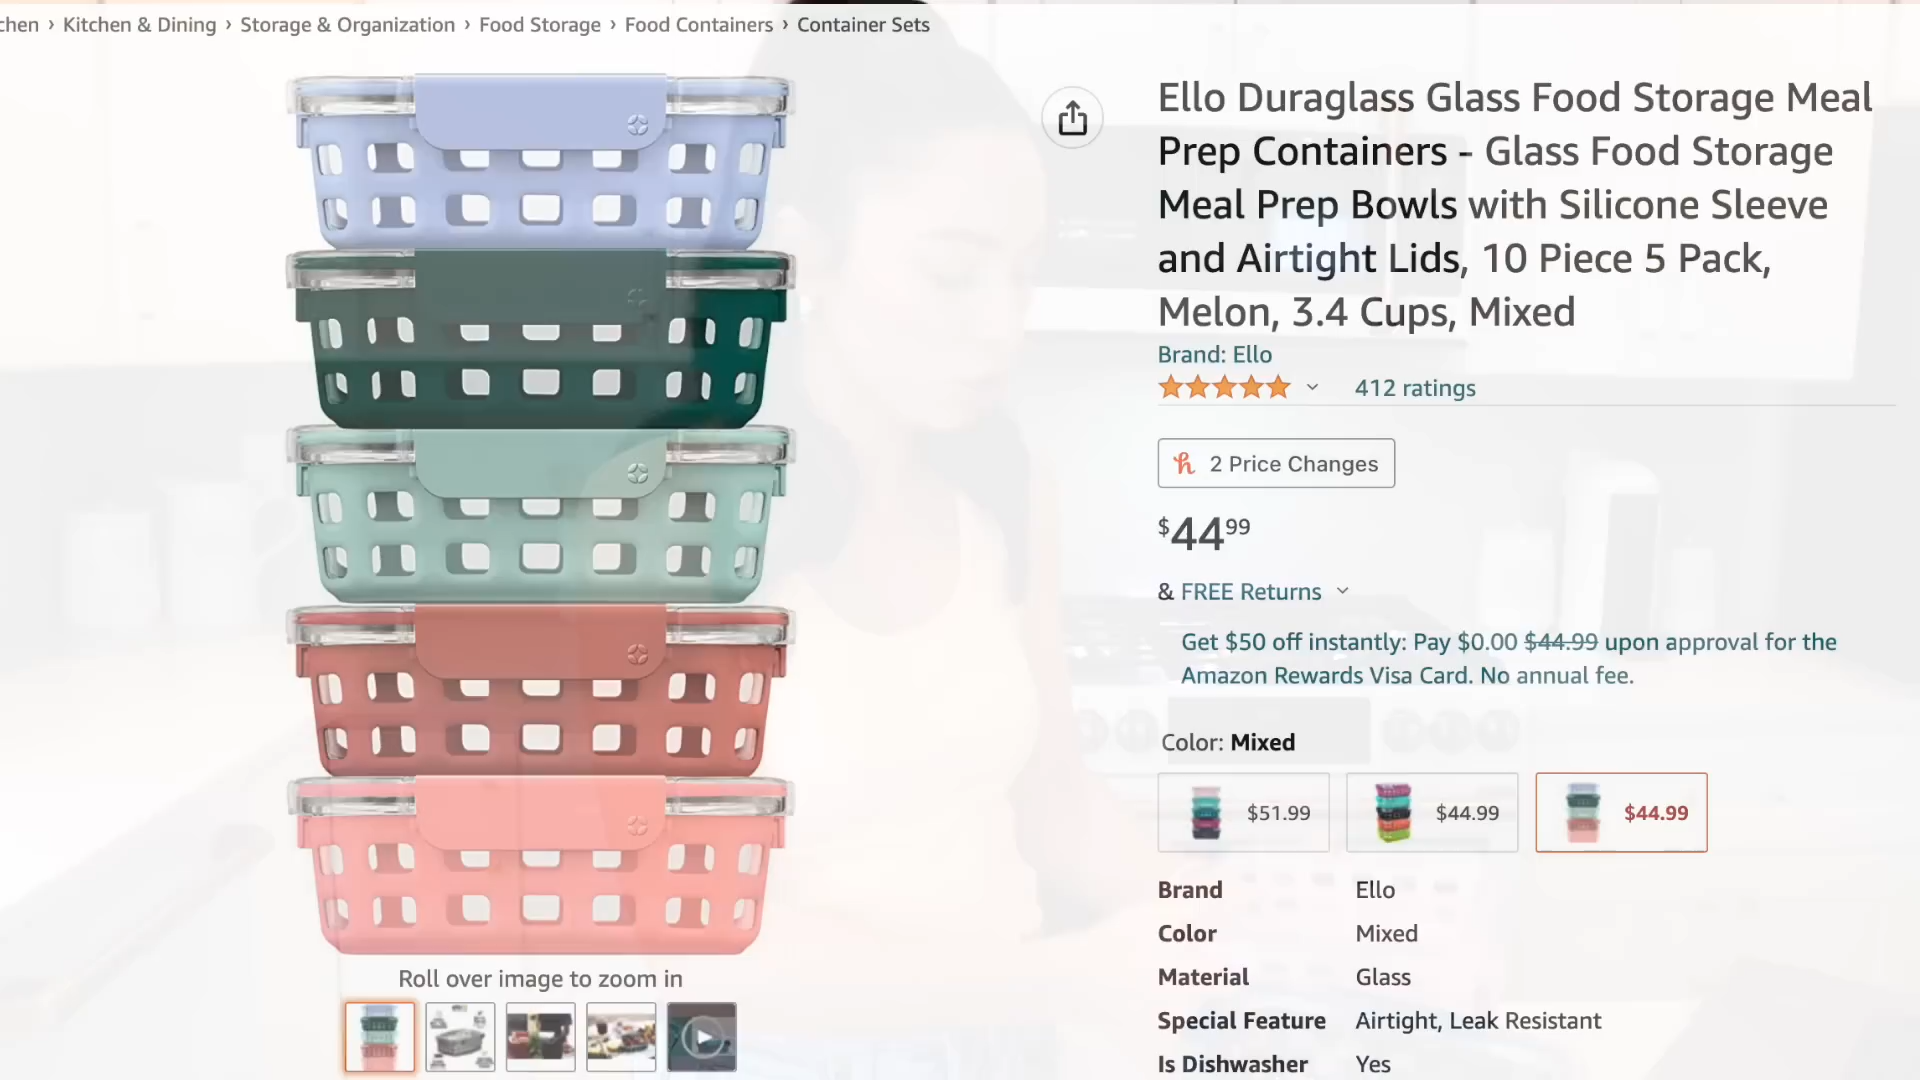 chen › Kitchen & Dining › Storage & Organization › Food Storage › Food Containers › Container Sets
Ello Duraglass Glass Food Storage Meal
Prep Containers - Glass Food Storage
Meal Prep Bowls with Silicone Sleeve
and Airtight Lids, 10 Piece 5 Pack,
Melon, 3.4 Cups, Mixed
Brand: Ello
412 ratings
2 Price Changes
$44.99
& FREE Returns
Get $50 off instantly: Pay $0.00 $44.99 upon approval for the
Amazon Rewards Visa Card. No annual fee.
Color: Mixed
$51.99 $44.99 $44.99
Brand Ello
Color Mixed
Material Glass
Special Feature Airtight, Leak Resistant
Is Dishwasher Yes
Roll over image to zoom in